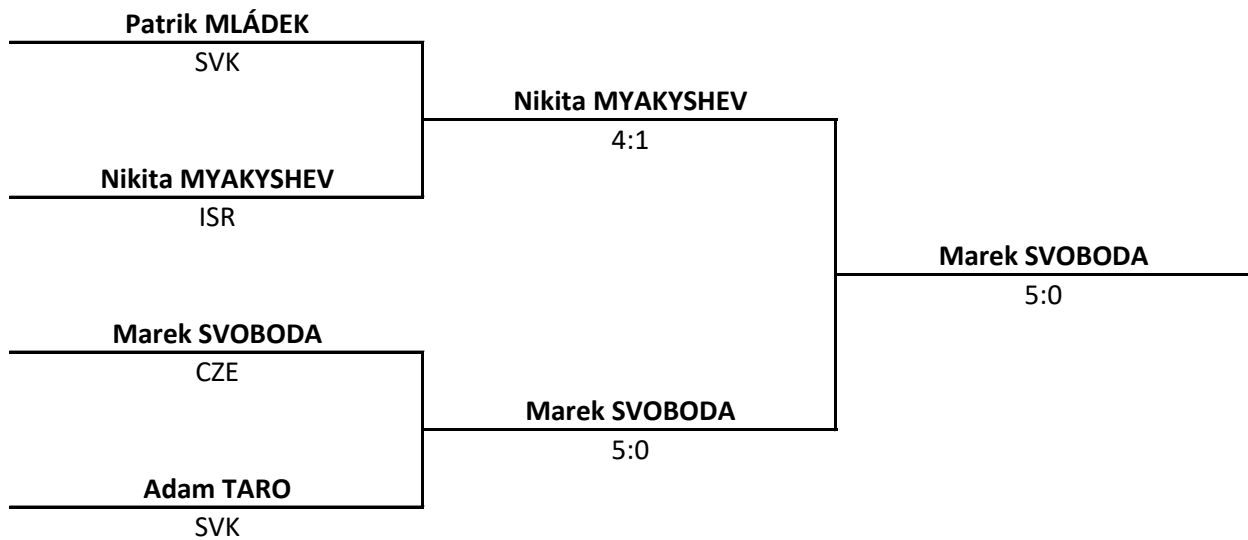 Patrik MLÁDEK
SVK
Nikita MYAKYSHEV
4:1
Nikita MYAKYSHEV
ISR
Marek SVOBODA
5:0
Marek SVOBODA
CZE
Marek SVOBODA
5:0
Adam TARO
SVK